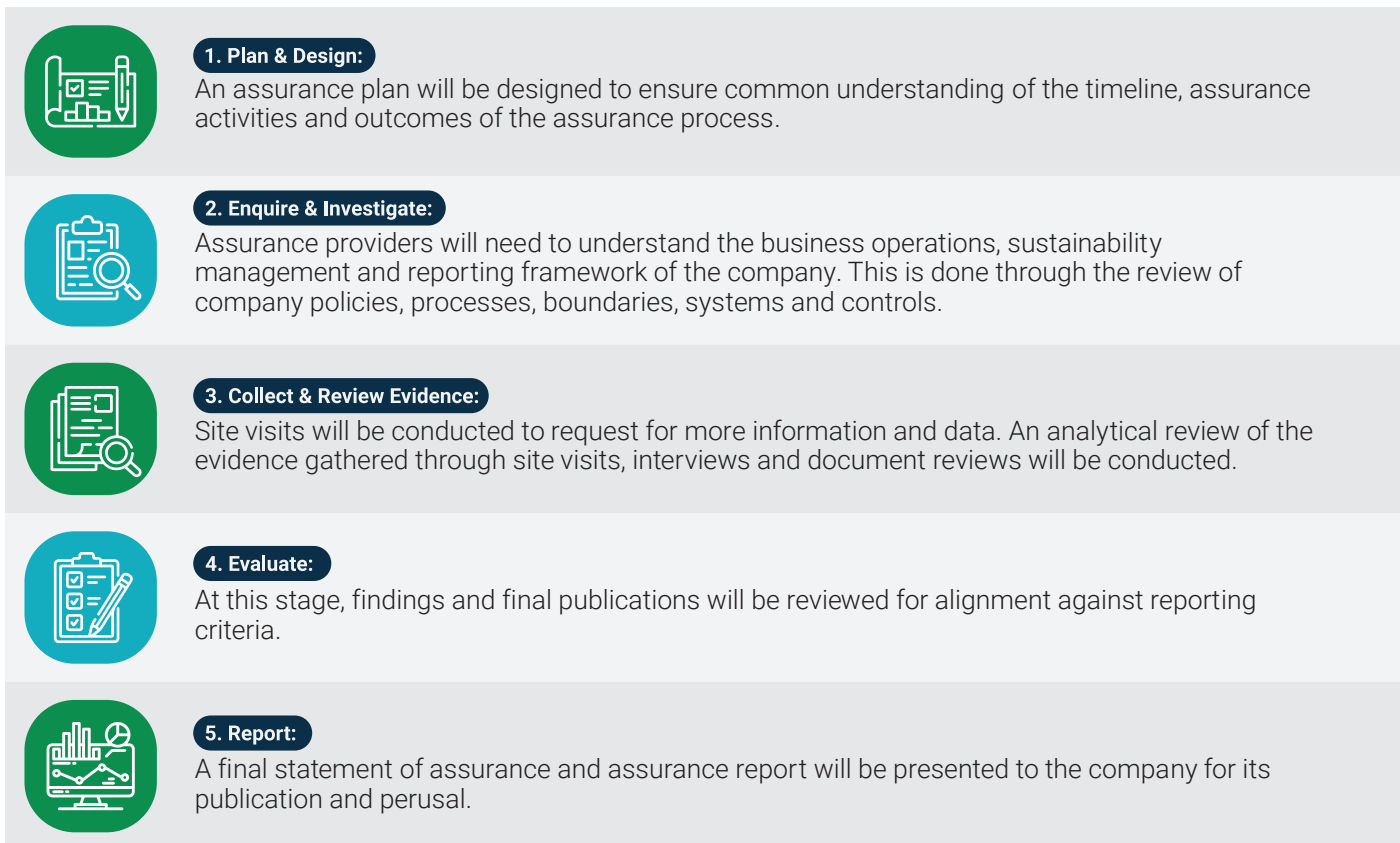 1. Plan & Design:
An assurance plan will be designed to ensure common understanding of the timeline, assurance
activities and outcomes of the assurance process.
2. Enquire & Investigate:
Assurance providers will need to understand the business operations, sustainability
management and reporting framework of the company. This is done through the review of
company policies, processes, boundaries, systems and controls.
3. Collect & Review Evidence:
Site visits will be conducted to request for more information and data. An analytical review of the
evidence gathered through site visits, interviews and document reviews will be conducted.
4. Evaluate:
At this stage, findings and final publications will be reviewed for alignment against reporting
criteria.
5. Report:
A final statement of assurance and assurance report will be presented to the company for its
publication and perusal.